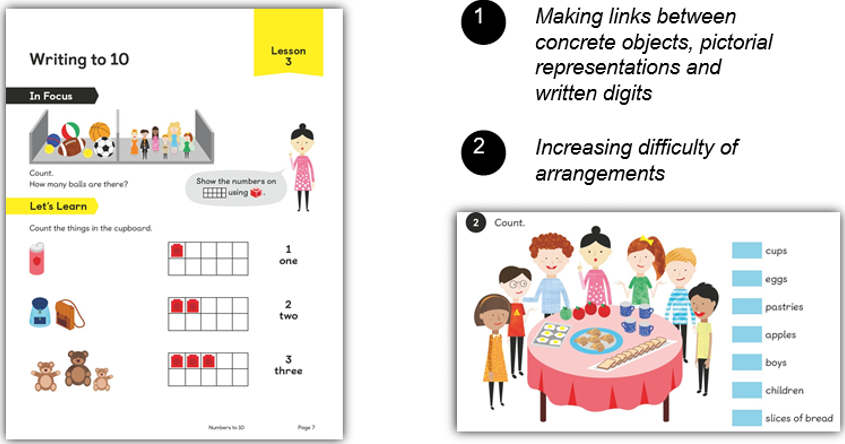 Writing to 10
Lesson
3
In Focus
Count.
How many balls are there?
Show the numbers on
using
.
Let's Learn
Count the things in the cupboard.
1
one
2
two
3
three
Numbers to 10
Page 7
1
Making links between
concrete objects, pictorial
representations and
written digits
2
Increasing difficulty of
arrangements
2
Count.
cups
eggs
pastries
apples
boys
children
slices of bread